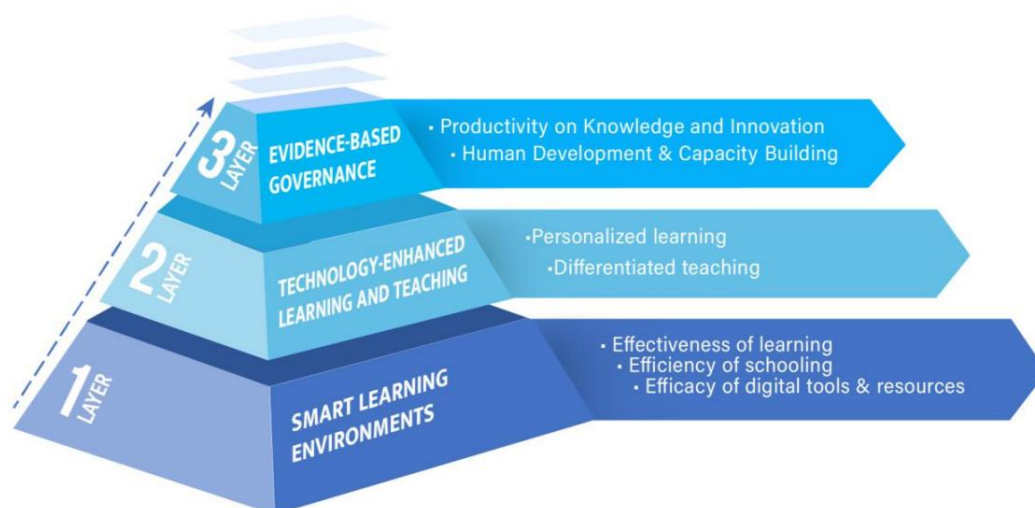 3
LAYER
EVIDENCE-BASED
GOVERNANCE
• Productivity on Knowledge and Innovation
• Human Development & Capacity Building
2
LAYER
TECHNOLOGY-ENHANCED
LEARNING AND TEACHING
•Personalized learning
•Differentiated teaching
1
LAYER
SMART LEARNING
ENVIRONMENTS
• Effectiveness of learning
• Efficiency of schooling
• Efficacy of digital tools & resources